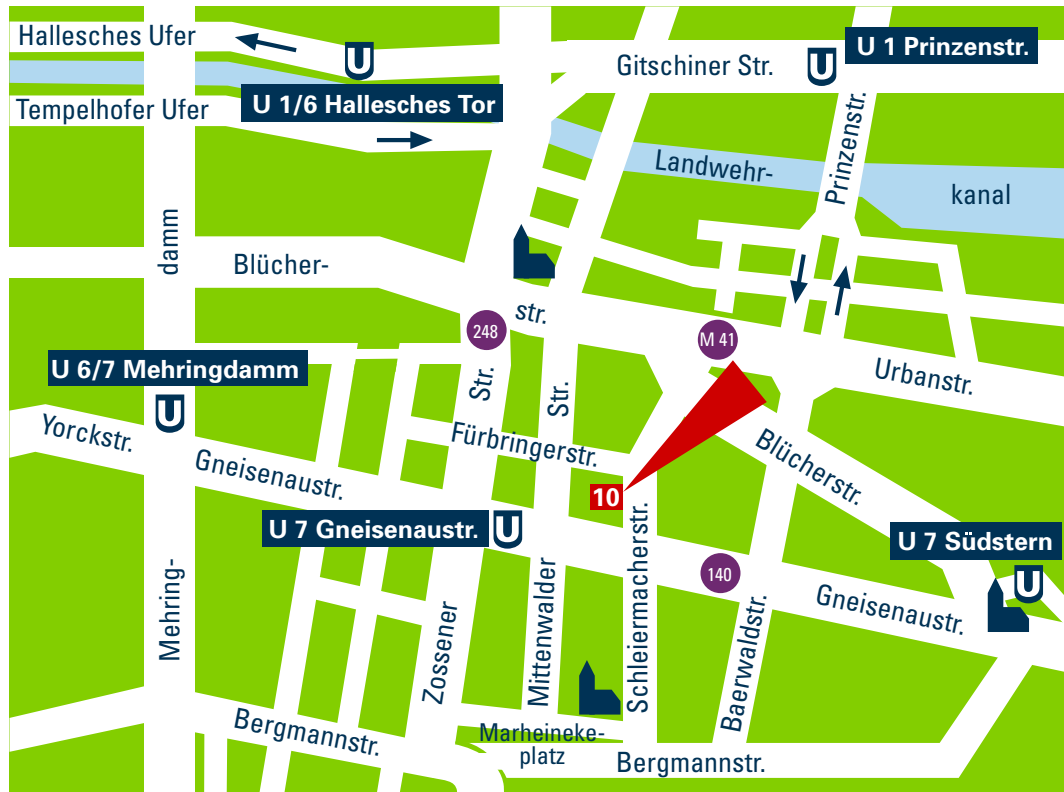 Hallesches Ufer
U
U 1 Prinzenstr.
Gitschiner Str.
U
U 1/6 Hallesches Tor
Tempelhofer Ufer
Prinzenstr.
Landwehr-
kanal
damm
Blücher-
str.
248
M 41
U 6/7 Mehringdamm
U
Urbanstr.
Str.
Str.
Yorckstr.
Fürbringerstr.
Blücherstr.
Gneisenaustr.
10
U 7 Gneisenaustr.
U
U 7 Südstern
U
140
Mehring-
Zossener
Mittenwalder
Schleiermacherstr.
Baerwaldstr.
Gneisenaustr.
Bergmannstr.
Marheineke-
platz
Bergmannstr.